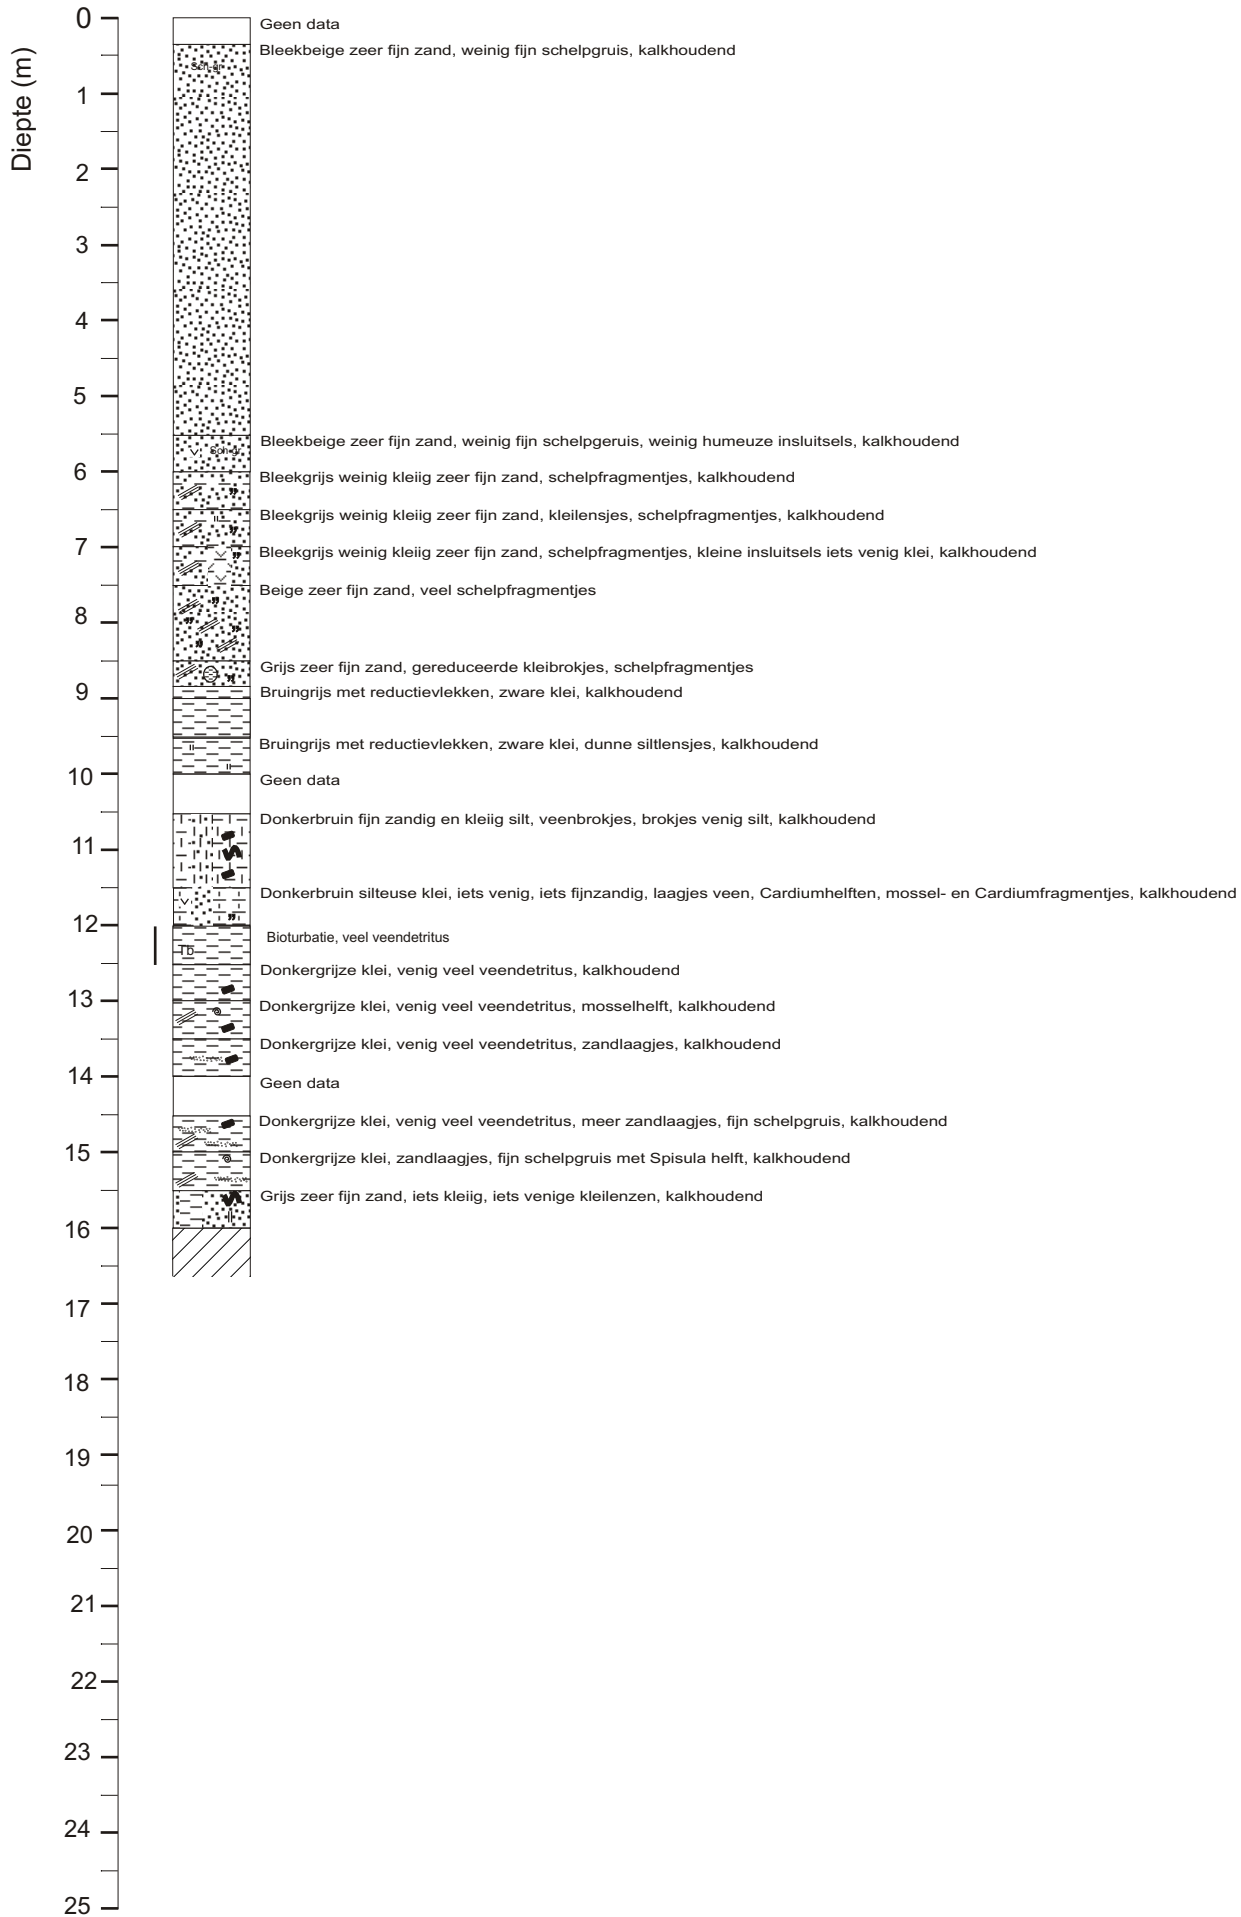 Diepte (m)
0
Geen data
Bleekbeige zeer fijn zand, weinig fijn schelpgruis, kalkhoudend
Sch-gr
1
2
3
4
5
Bleekbeige zeer fijn zand, weinig fijn schelpgeruis, weinig humeuze insluitsels, kalkhoudend
Sch-gr
6
Bleekgrijs weinig kleiig zeer fijn zand, schelpfragmentjes, kalkhoudend
Bleekgrijs weinig kleiig zeer fijn zand, kleilensjes, schelpfragmentjes, kalkhoudend
7
Bleekgrijs weinig kleiig zeer fijn zand, schelpfragmentjes, kleine insluitsels iets venig klei, kalkhoudend
Beige zeer fijn zand, veel schelpfragmentjes
8
Grijs zeer fijn zand, gereduceerde kleibrokjes, schelpfragmentjes
9
Bruingrijs met reductievlekken, zware klei, kalkhoudend
Bruingrijs met reductievlekken, zware klei, dunne siltlensjes, kalkhoudend
10
Geen data
Donkerbruin fijn zandig en kleiig silt, veenbrokjes, brokjes venig silt, kalkhoudend
11
Donkerbruin silteuse klei, iets venig, iets fijnzandig, laagjes veen, Cardiumhelften, mossel- en Cardiumfragmentjes, kalkhoudend
12
Bioturbatie, veel veendetritus
Tb
Donkergrijze klei, venig veel veendetritus, kalkhoudend
13
Donkergrijze klei, venig veel veendetritus, mosselhelft, kalkhoudend
Donkergrijze klei, venig veel veendetritus, zandlaagjes, kalkhoudend
14
Geen data
Donkergrijze klei, venig veel veendetritus, meer zandlaagjes, fijn schelpgruis, kalkhoudend
15
Donkergrijze klei, zandlaagjes, fijn schelpgruis met Spisula helft, kalkhoudend
Grijs zeer fijn zand, iets kleiig, iets venige kleilenzen, kalkhoudend
16
17
18
19
20
21
22
23
24
25